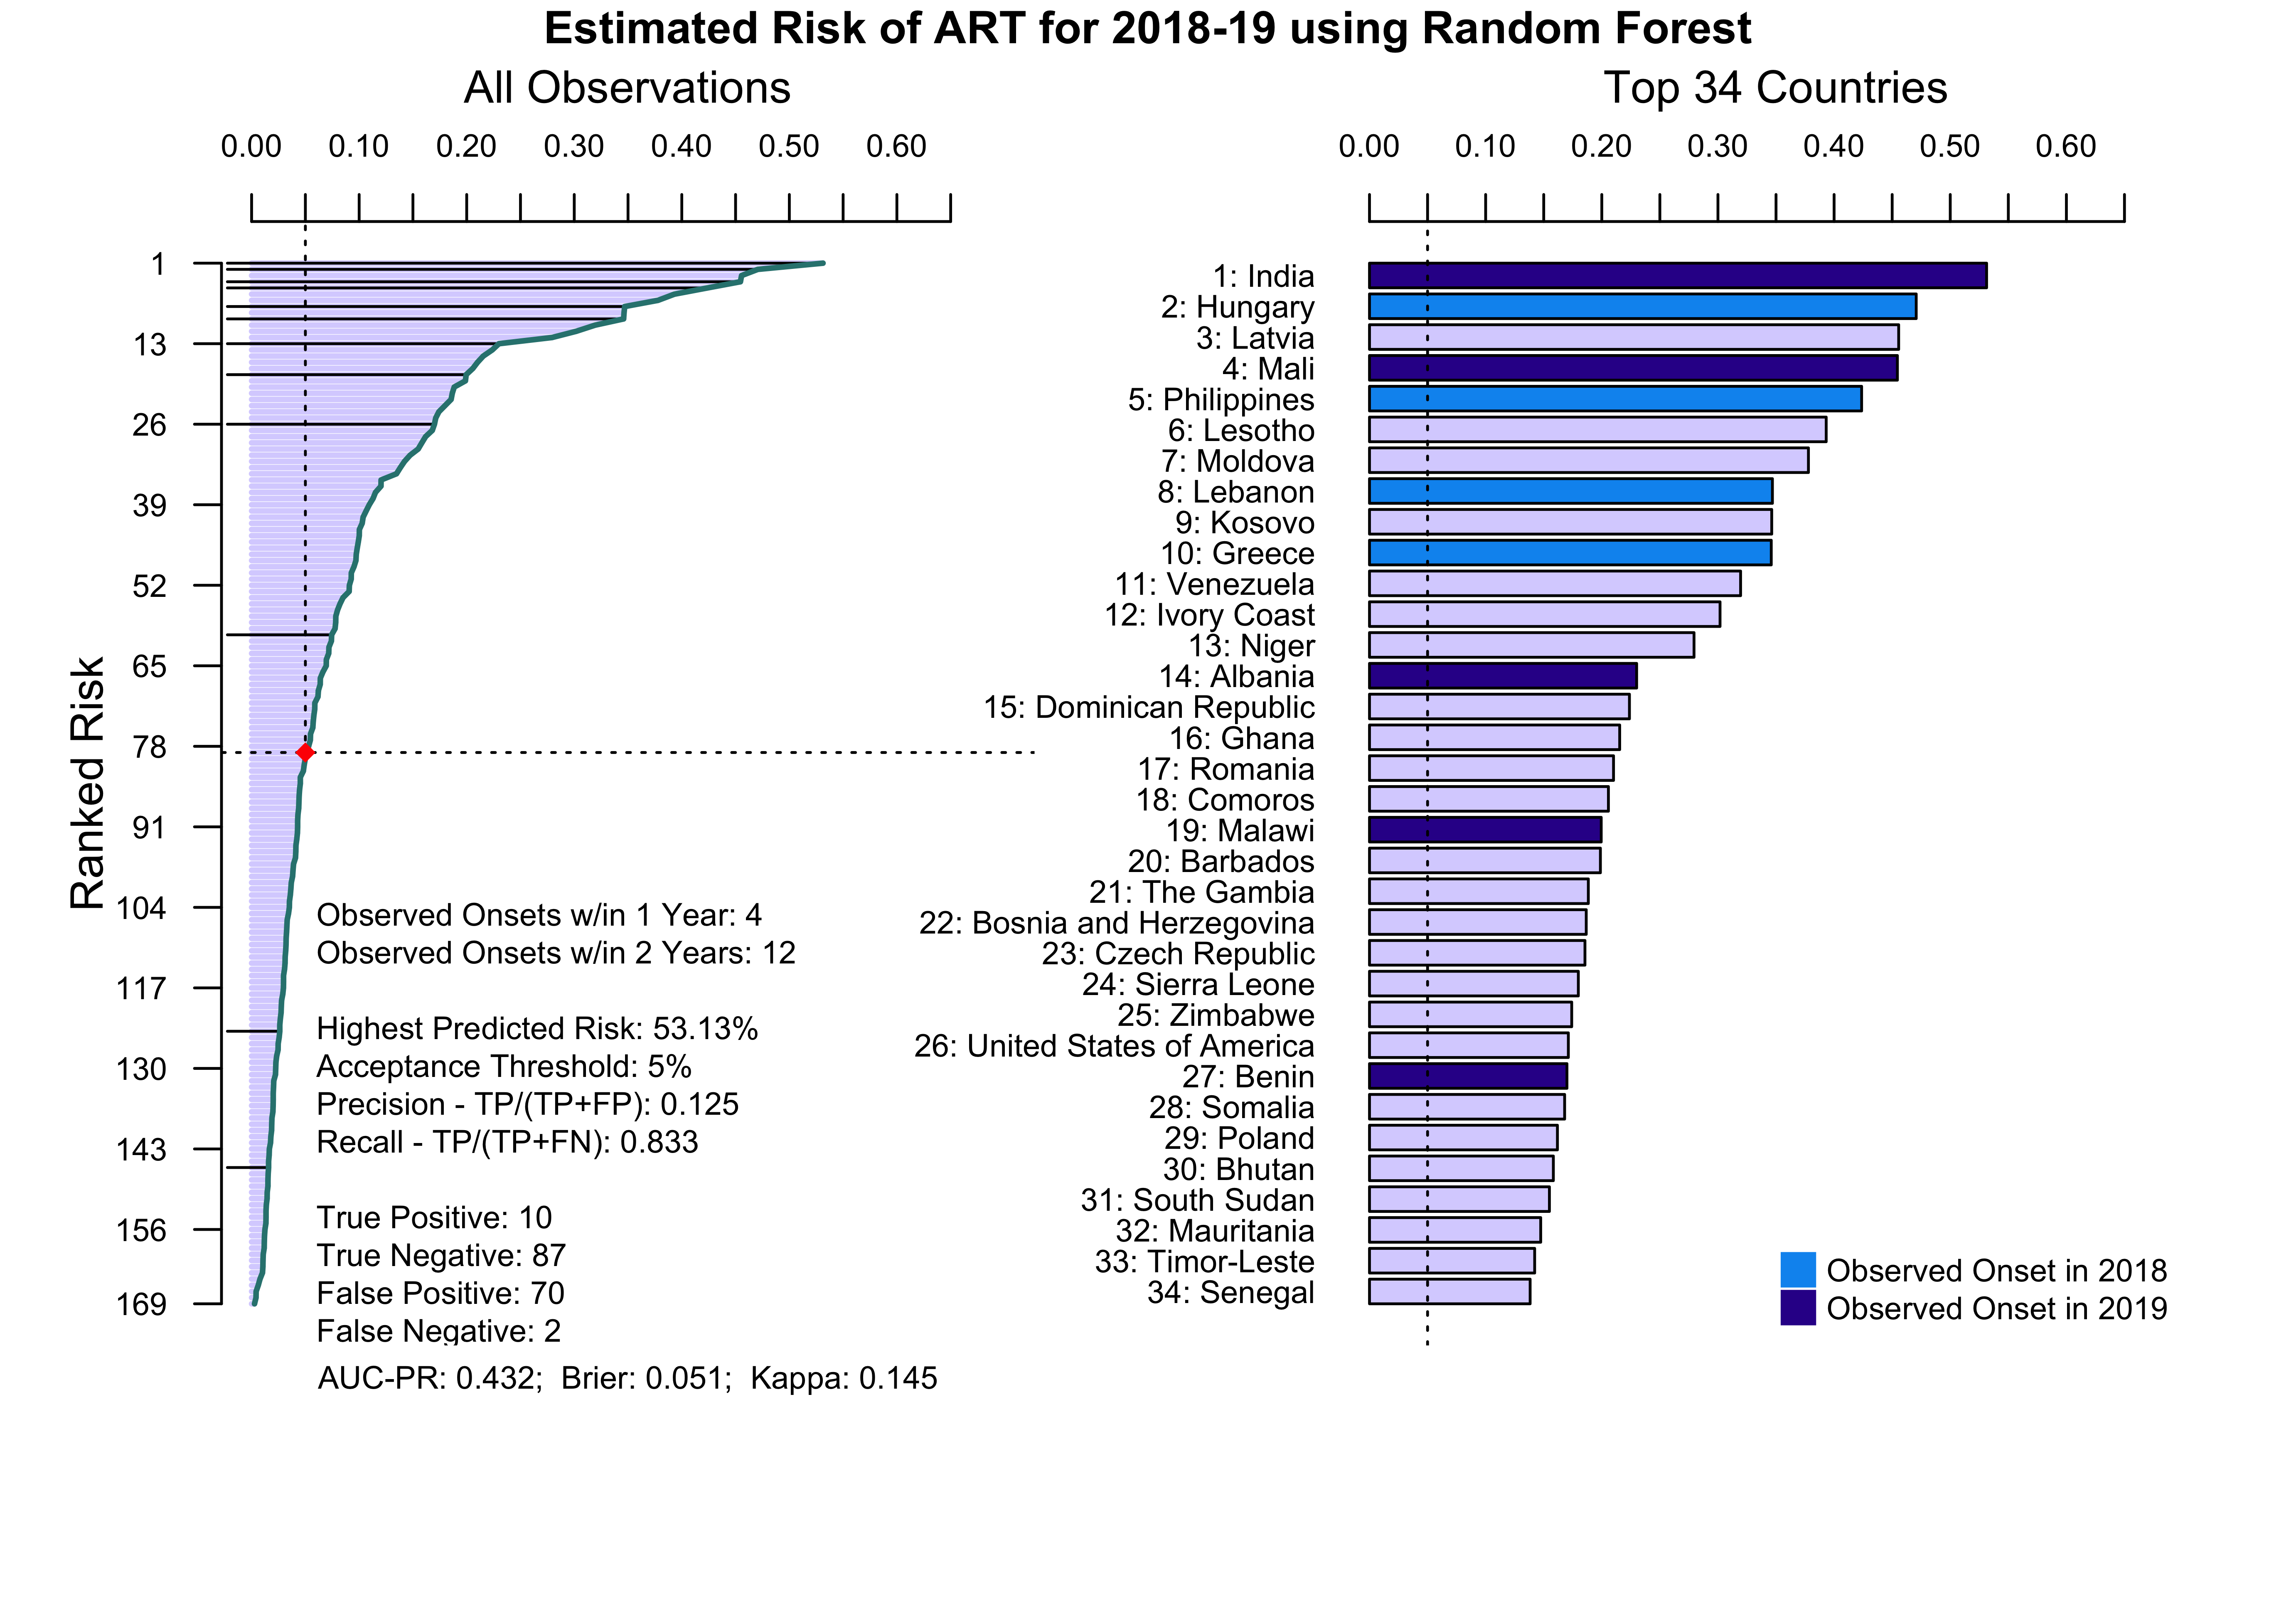 Estimated Risk of ART for 2018-19 using Random Forest
All Observations
0.00 0.10 0.20 0.30 0.40 0.50 0.60
Ranked Risk
1
13
26
39
52
65
78
91
104
117
130
143
156
169
Observed Onsets w/in 1 Year: 4
Observed Onsets w/in 2 Years: 12
Highest Predicted Risk: 53.13%
Acceptance Threshold: 5%
Precision - TP/(TP+FP): 0.125
Recall - TP/(TP+FN): 0.833
True Positive: 10
True Negative: 87
False Positive: 70
False Negative: 2
AUC-PR: 0.432; Brier: 0.051; Kappa: 0.145
Top 34 Countries
0.00 0.10 0.20 0.30 0.40 0.50 0.60
1: India
2: Hungary
3: Latvia
4: Mali
5: Philippines
6: Lesotho
7: Moldova
8: Lebanon
9: Kosovo
10: Greece
11: Venezuela
12: Ivory Coast
13: Niger
14: Albania
15: Dominican Republic
16: Ghana
17: Romania
18: Comoros
19: Malawi
20: Barbados
21: The Gambia
22: Bosnia and Herzegovina
23: Czech Republic
24: Sierra Leone
25: Zimbabwe
26: United States of America
27: Benin
28: Somalia
29: Poland
30: Bhutan
31: South Sudan
32: Mauritania
33: Timor-Leste
34: Senegal
Observed Onset in 2018
Observed Onset in 2019